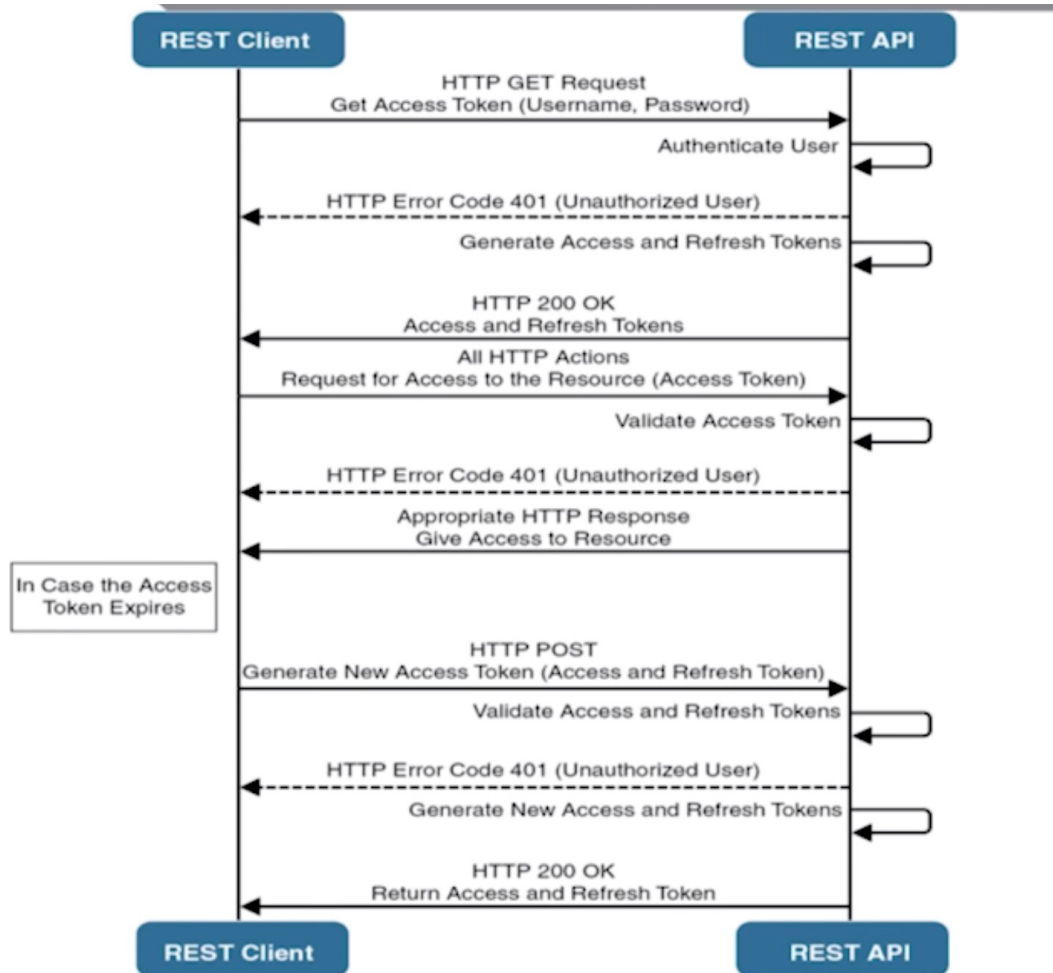 REST Client
REST API
HTTP GET Request
Get Access Token (Username, Password)
Authenticate User
HTTP Error Code 401 (Unauthorized User)
Generate Access and Refresh Tokens
HTTP 200 OK
Access and Refresh Tokens
All HTTP Actions
Request for Access to the Resource (Access Token)
Validate Access Token
HTTP Error Code 401 (Unauthorized User)
Appropriate HTTP Response
Give Access to Resource
In Case the Access
Token Expires
HTTP POST
Generate New Access Token (Access and Refresh Token)
Validate Access and Refresh Tokens
HTTP Error Code 401 (Unauthorized User)
Generate New Access and Refresh Tokens
HTTP 200 OK
Return Access and Refresh Token
REST Client
REST API